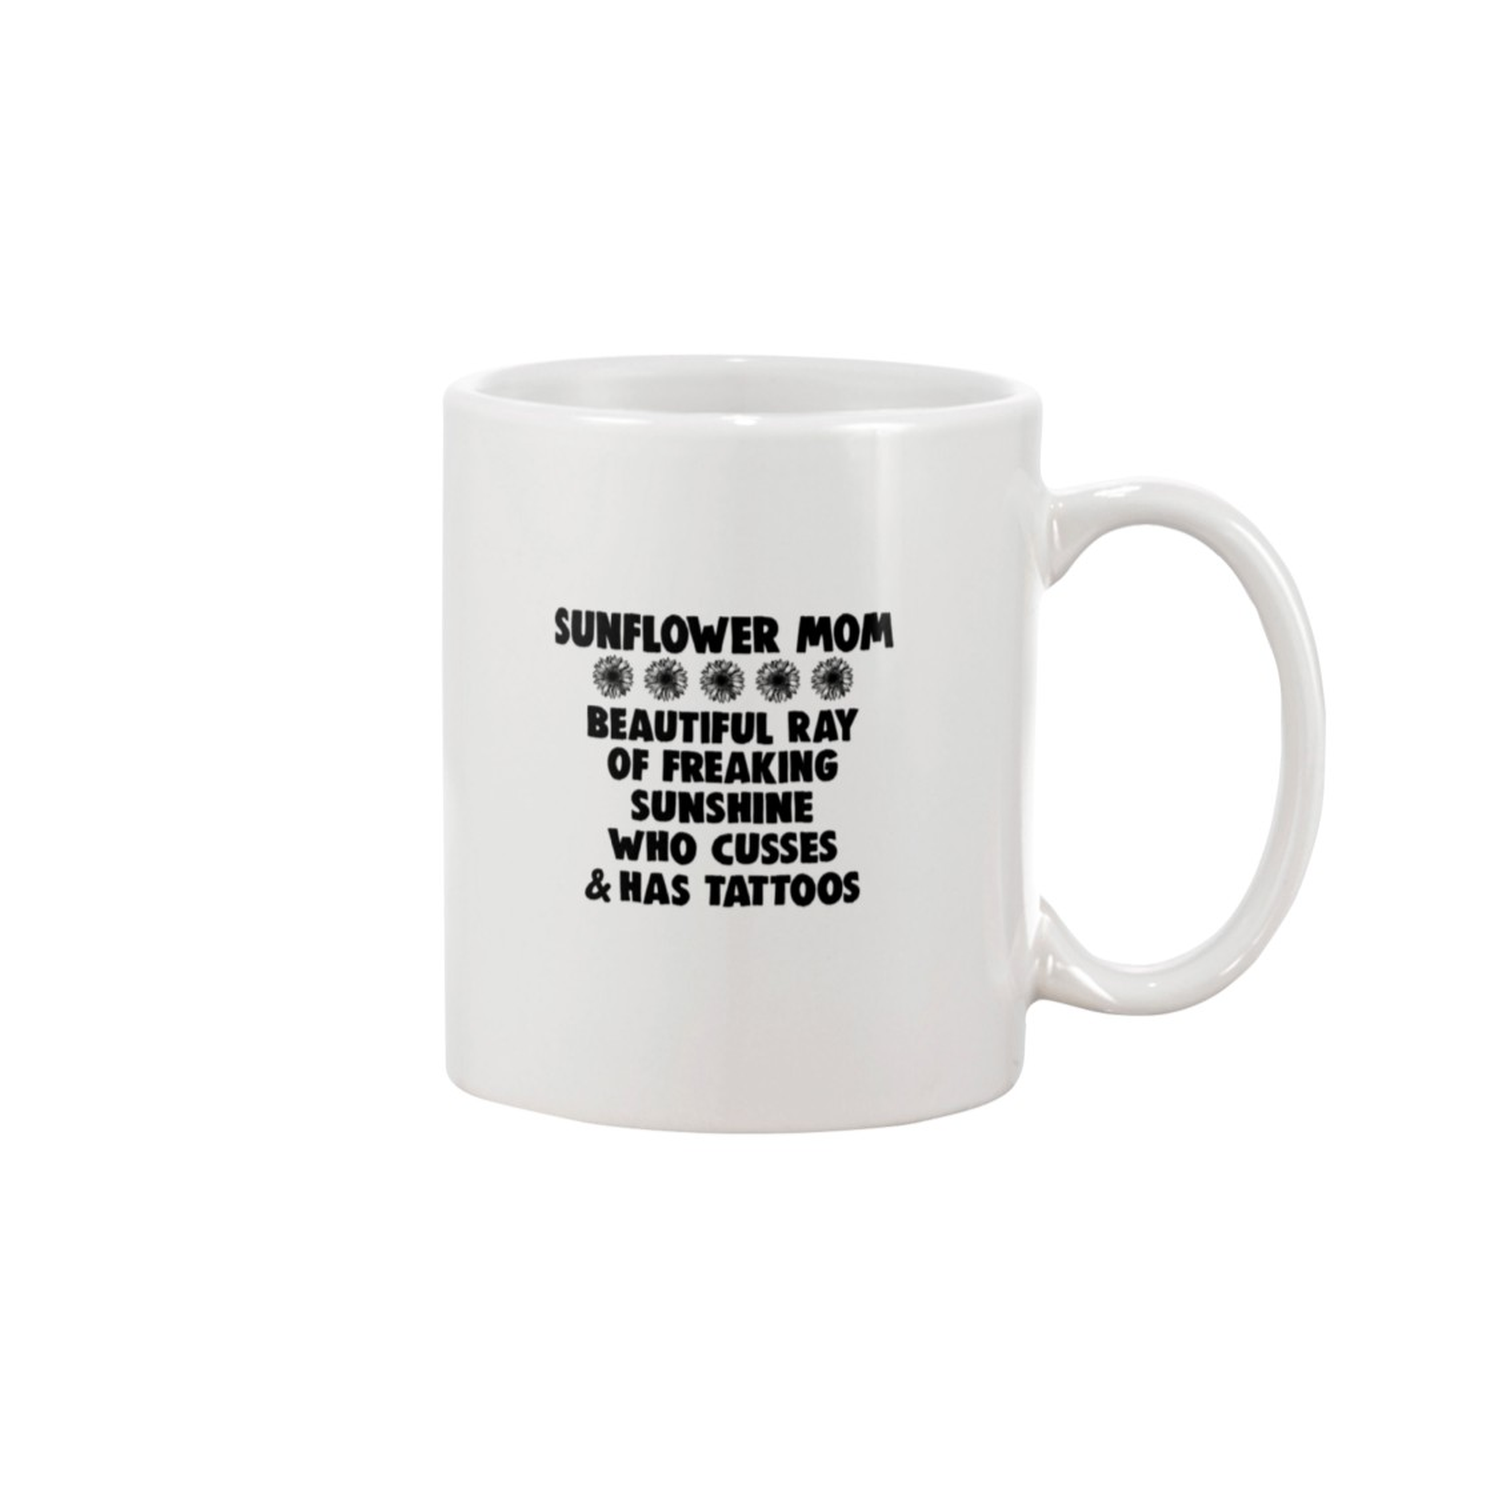 SUNFLOWER MOM
BEAUTIFUL RAY
OF FREAKING
SUNSHINE
WHO CUSSES
& HAS TATTOOS